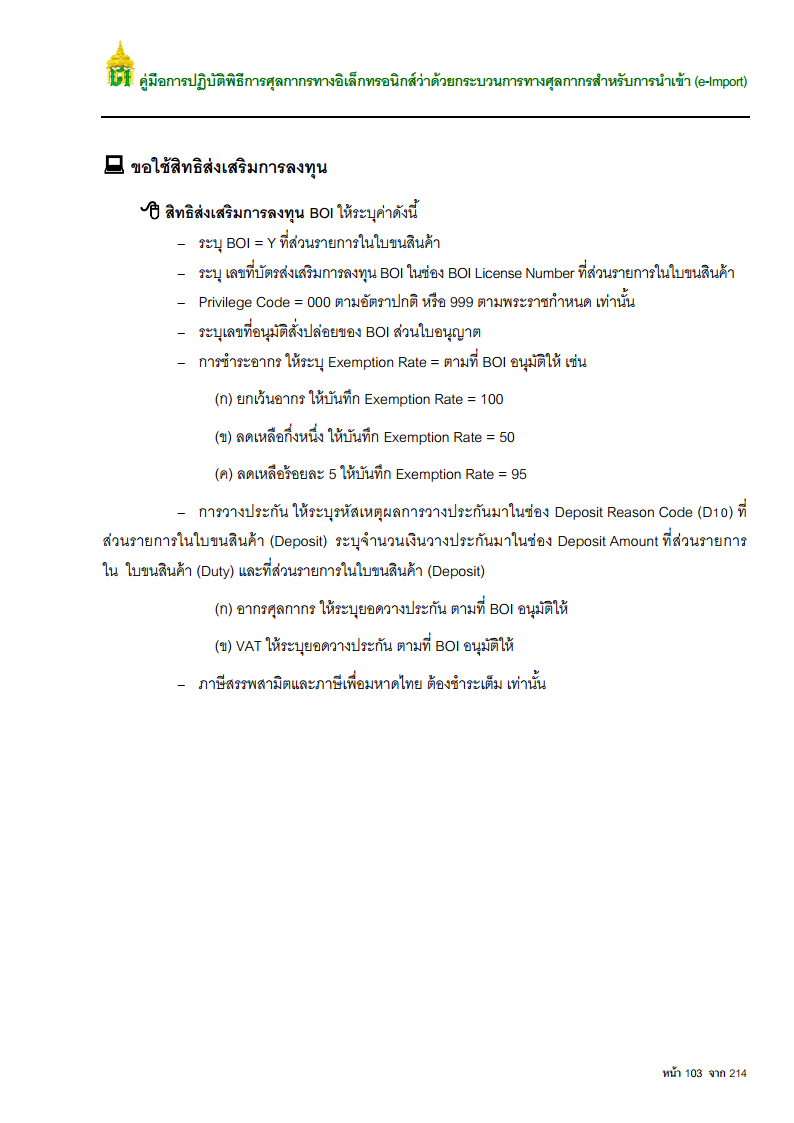 คู่มือการปฏิบัติพิธีการศุลกากรทางอิเล็กทรอนิกส์ว่าด้วยกระบวนการทางศุลกากรสำหรับการนำเข้า (e-Import)
ขอใช้สิทธิส่งเสริมการลงทุน
สิทธิส่งเสริมการลงทุน BOI ให้ระบุค่าดังนี้
– ระบุ BOI = Y ที่ส่วนรายการในใบขนสินค้า
– ระบุ เลขที่บัตรส่งเสริมการลงทุน BOI ในช่อง BOI License Number ที่ส่วนรายการในใบขนสินค้า
– Privilege Code = 000 ตามอัตราปกติ หรือ 999 ตามพระราชกำหนด เท่านั้น
– ระบุเลขที่อนุมัติสั่งปล่อยของ BOI ส่วนใบอนุญาต
– การชำระอากร ให้ระบุ Exemption Rate = ตามที่ BOI อนุมัติให้ เช่น
(ก) ยกเว้นอากร ให้บันทึก Exemption Rate = 100
(ข) ลดเหลือกึ่งหนึ่ง ให้บันทึก Exemption Rate = 50
(ค) ลดเหลือร้อยละ 5 ให้บันทึก Exemption Rate = 95
– การวางประกัน ให้ระบุรหัสเหตุผลการวางประกันมาในช่อง Deposit Reason Code (D10) ที่
ส่วนรายการในใบขนสินค้า (Deposit) ระบุจำนวนเงินวางประกันมาในช่อง Deposit Amount ที่ส่วนรายการ
ใน ใบขนสินค้า (Duty) และที่ส่วนรายการในใบขนสินค้า (Deposit)
(ก) อากรศุลกากร ให้ระบุยอดวางประกัน ตามที่ BOI อนุมัติให้
(ข) VAT ให้ระบุยอดวางประกัน ตามที่ BOI อนุมัติให้
– ภาษีสรรพสามิตและภาษีเพื่อมหาดไทย ต้องชำระเต็ม เท่านั้น
หน้า 103 จาก 214